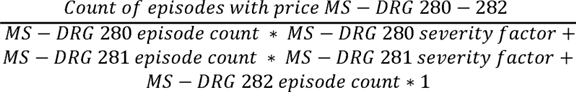 Count of episodes with price MS − DRG 280 − 282
MS − DRG 280 episode count * MS − DRG 280 severity factor +
MS − DRG 281 episode count * MS − DRG 281 severity factor +
MS − DRG 282 episode count * 1